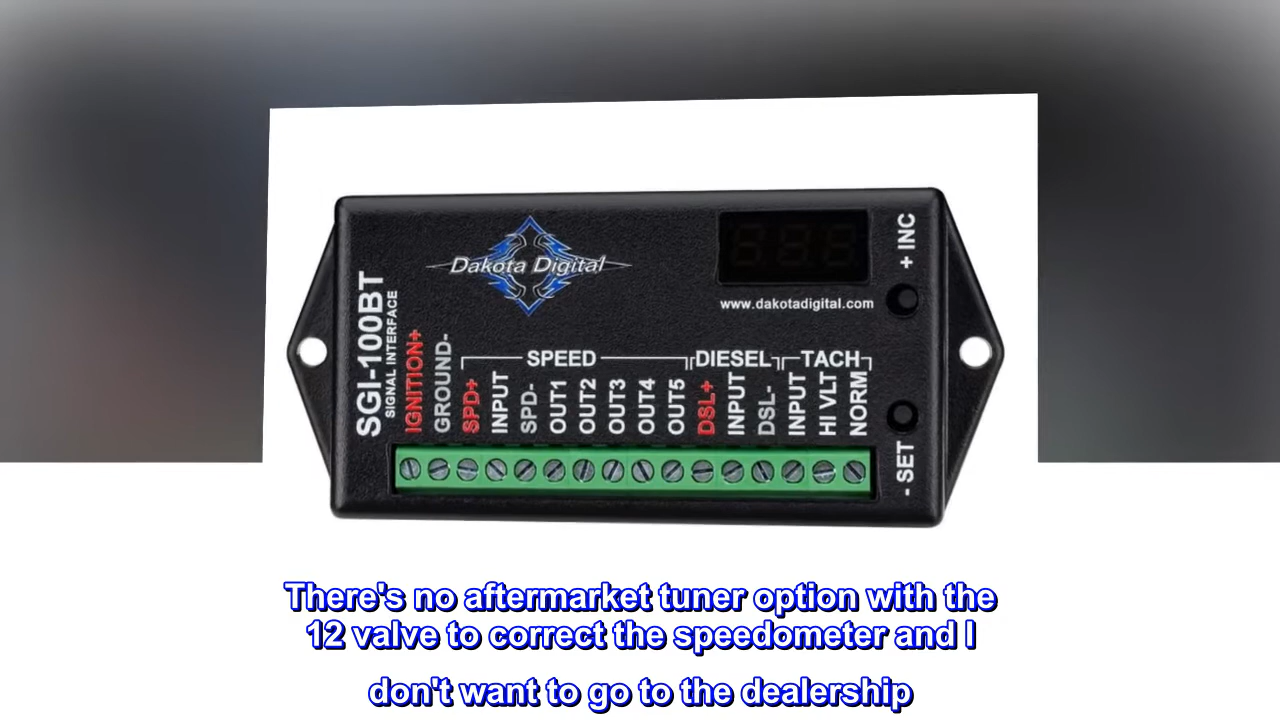 Dakota Digital
+ INC
www.dakotadigital.com
SGI-100BT
SIGNAL INTERFACE
SPEED
DIESEL
TACH
IGNITION+
GROUND-
SPD+
INPUT
SPD-
OUT1
OUT2
OUT3
OUT4
OUT5
DSL+
INPUT
DSL-
INPUT
HI VLT
NORM
- SET
There's no aftermarket tuner option with the
12 valve to correct the speedometer and I
don't want to go to the dealership